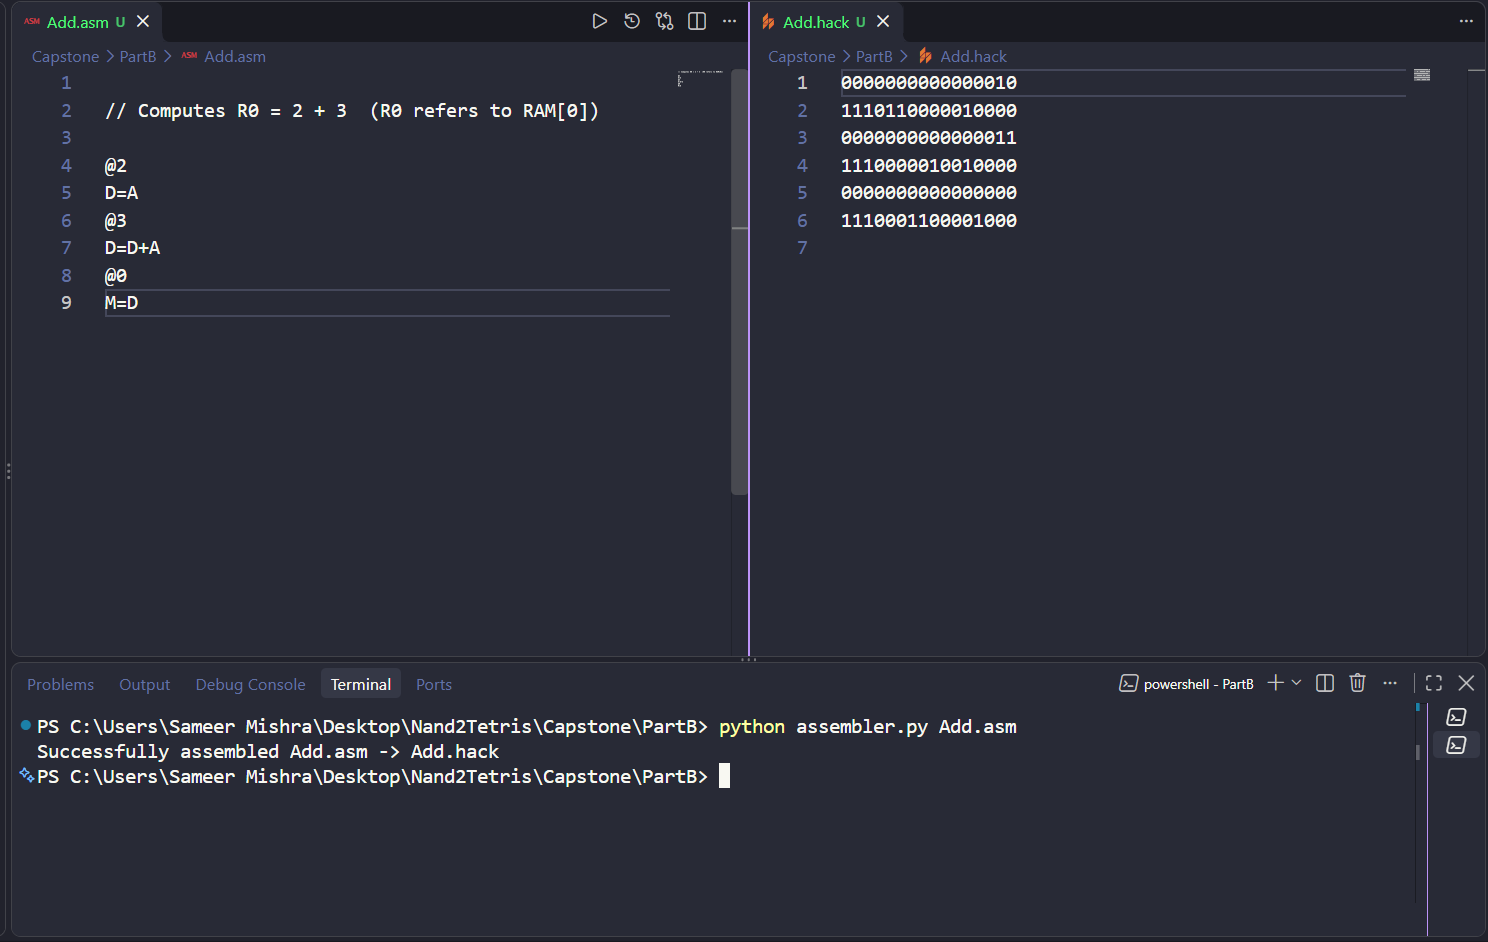 ASM Add.asm U
Capstone > PartB > ASM Add.asm
1
2 // Computes R0 = 2 + 3  (R0 refers to RAM[0])
3
4 @2
5 D=A
6 @3
7 D=D+A
8 @0
9 M=D
Add.hack U
Capstone > PartB > Add.hack
1 0000000000000010
2 1110110000010000
3 0000000000000011
4 1110000010010000
5 0000000000000000
6 1110001100001000
7
Problems Output Debug Console Terminal Ports
powershell - PartB
PS C:\Users\Sameer Mishra\Desktop\Nand2Tetris\Capstone\PartB> python assembler.py Add.asm
Successfully assembled Add.asm -> Add.hack
PS C:\Users\Sameer Mishra\Desktop\Nand2Tetris\Capstone\PartB>